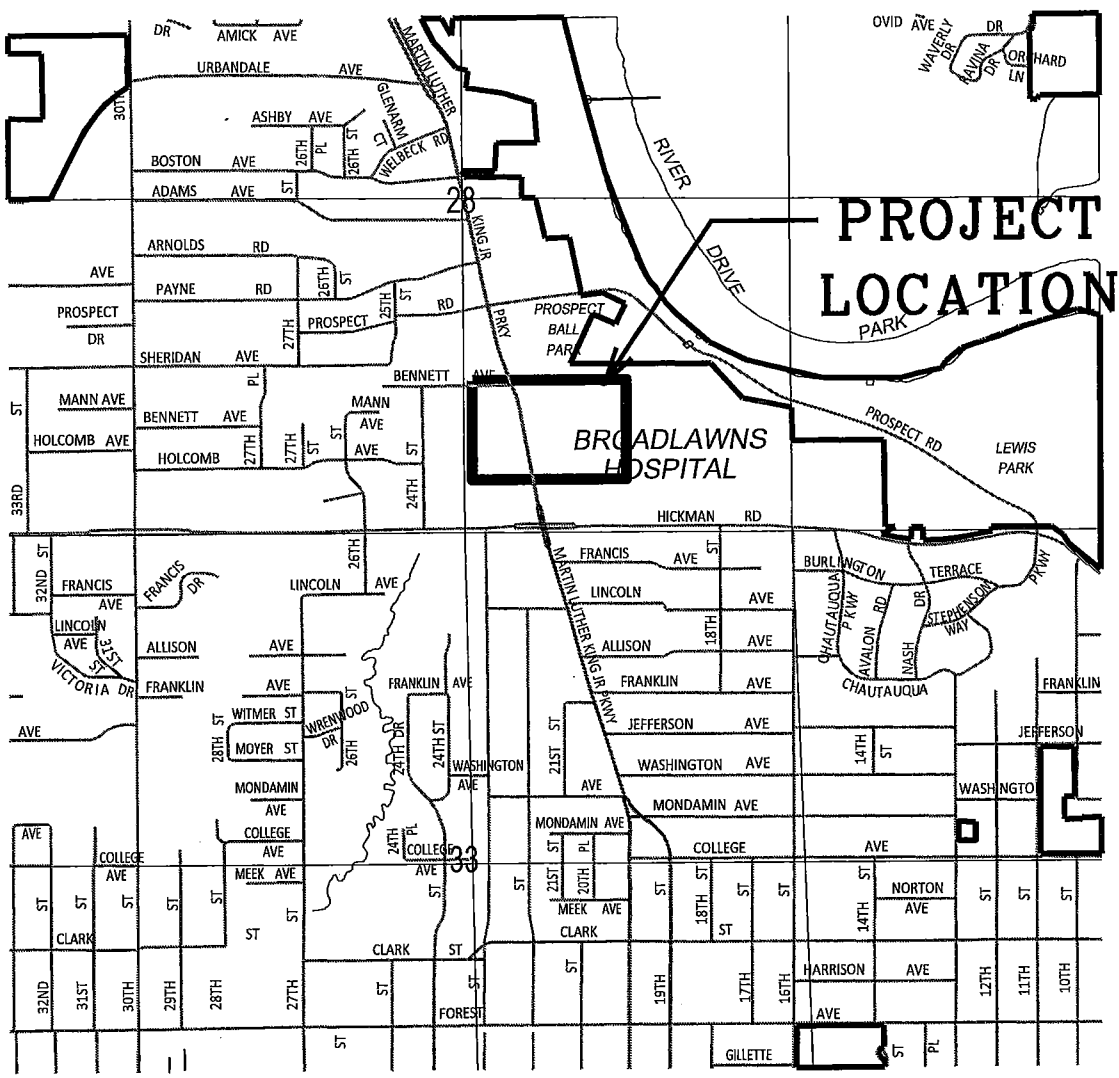 DR
AMICK AVE
OVID AVE
WAVERLY DR
DR
RAVINA DR
ORCHARD
LN
MARTIN LUTHER
URBANDALE AVE
30TH
GLENARM CT
ASHBY AVE
26TH PL
26TH ST
WELBECK RD
BOSTON AVE
ADAMS AVE
ST
28
RIVER
DRIVE
PROJECT
LOCATION
KING JR
PRKY
ARNOLDS RD
26TH ST
AVE
PAYNE RD
25TH ST
PROSPECT RD
27TH
PROSPECT
DR
SHERIDAN AVE
PROSPECT
BALL
PARK
PARK
BENNETT AVE
ST
MANN AVE
PL
MANN
AVE
BENNETT AVE
HOLCOMB AVE
27TH
27TH ST
ST
AVE
ST
HOLCOMB
33RD
24TH
BROADLAWNS
HOSPITAL
PROSPECT RD
LEWIS
PARK
HICKMAN RD
26TH
32ND ST
FRANCIS
AVE
FRANCIS DR
LINCOLN AVE
FRANCIS AVE
ST
BURLINGTON TERRACE
PKWY
MARTIN LUTHER KING JR PKWY
LINCOLN AVE
18TH
CHAUTAUQUA PKWY
AVALON RD
NASH DR
STEPHENSON
WAY
LINCOLN
AVE
31ST ST
ALLISON AVE
ALLISON AVE
VICTORIA DR
FRANKLIN AVE
ST
FRANKLIN AVE
FRANKLIN AVE
CHAUTAUQUA
FRANKLIN
AVE
28TH ST
WITMER ST
WRENWOOD
DR
MOYER ST
26TH
24TH DR
24TH ST
21ST ST
JEFFERSON AVE
14TH ST
JEFFERSON
WASHINGTON
AVE
AVE
WASHINGTON AVE
WASHINGTO
MONDAMIN
AVE
MONDAMIN AVE
MONDAMIN AVE
AVE
COLLEGE
AVE
24TH PL
COLLEGE
AVE
33
COLLEGE
AVE
COLLEGE AVE
MEEK AVE
21ST ST
20TH PL
MEEK AVE
ST
ST
ST
ST
ST
ST
ST
ST
ST
18TH ST
ST
ST
14TH ST
NORTON
AVE
ST
ST
ST
CLARK
ST
CLARK ST
CLARK ST
32ND
31ST
30TH
29TH
28TH
27TH
ST
ST
ST
19TH
17TH
16TH
HARRISON AVE
12TH
11TH
10TH
FOREST
AVE
ST
ST
GILLETTE
ST
PL